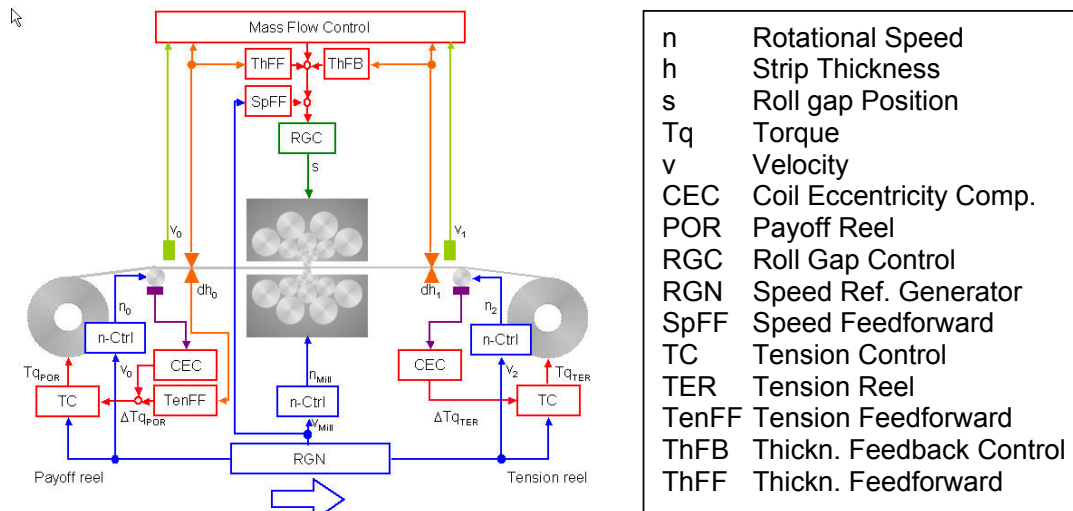 Mass Flow Control
ThFF
ThFB
SpFF
RGC
s
v0
v1
dh0
dh1
n0
n2
n-Ctrl
n-Ctrl
CEC
CEC
nMill
TqPOR
v0
v2
TqTER
TC
TenFF
n-Ctrl
TC
ΔTqPOR
ΔTqTER
vMill
RGN
Payoff reel
Tension reel
n Rotational Speed
h Strip Thickness
s Roll gap Position
Tq Torque
v Velocity
CEC Coil Eccentricity Comp.
POR Payoff Reel
RGC Roll Gap Control
RGN Speed Ref. Generator
SpFF Speed Feedforward
TC Tension Control
TER Tension Reel
TenFF Tension Feedforward
ThFB Thickn. Feedback Control
ThFF Thickn. Feedforward